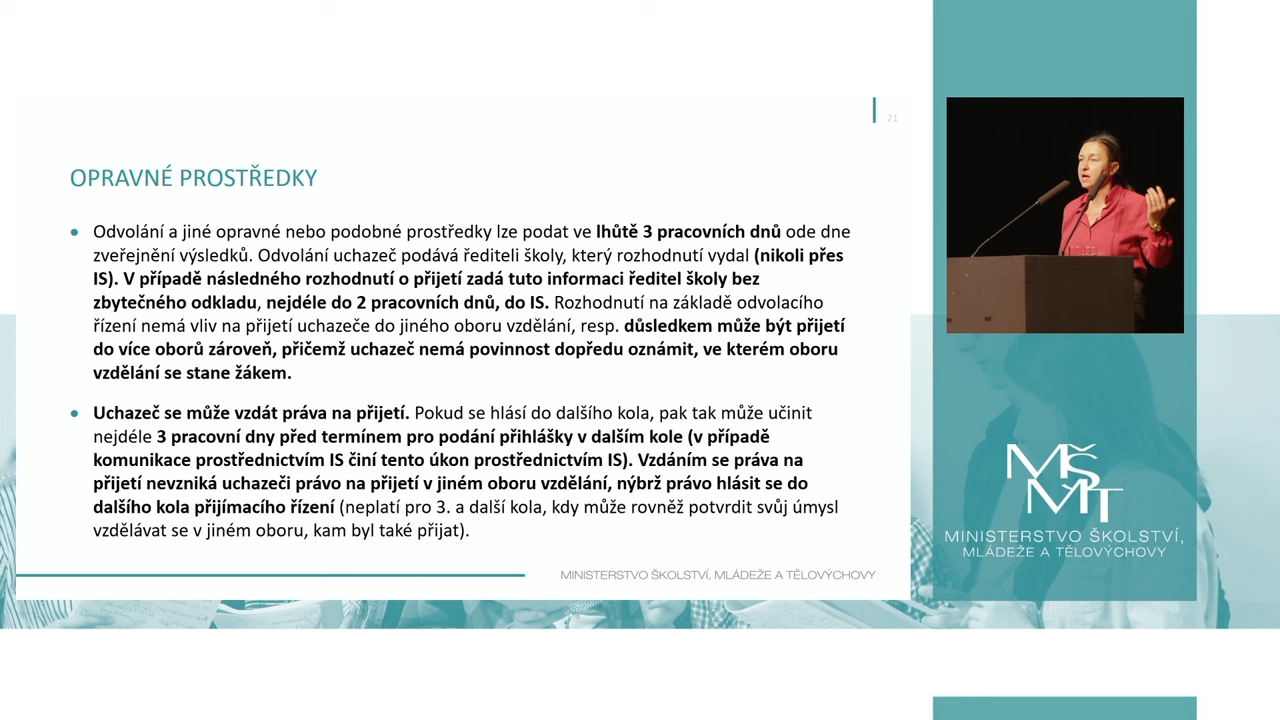 21
OPRAVNÉ PROSTŘEDKY
• Odvolání a jiné opravné nebo podobné prostředky lze podat ve lhůtě 3 pracovních dnů ode dne
zveřejnění výsledků. Odvolání uchazeč podává řediteli školy, který rozhodnutí vydal (nikoli přes
IS). V případě následného rozhodnutí o přijetí zadá tuto informaci ředitel školy bez
zbytečného odkladu, nejdéle do 2 pracovních dnů, do IS. Rozhodnutí na základě odvolacího
řízení nemá vliv na přijetí uchazeče do jiného oboru vzdělání, resp. důsledkem může být přijetí
do více oborů zároveň, přičemž uchazeč nemá povinnost dopředu oznámit, ve kterém oboru
vzdělání se stane žákem.
• Uchazeč se může vzdát práva na přijetí. Pokud se hlásí do dalšího kola, pak tak může učinit
nejdéle 3 pracovní dny před termínem pro podání přihlášky v dalším kole (v případě
komunikace prostřednictvím IS činí tento úkon prostřednictvím IS). Vzdáním se práva na
přijetí nevzniká uchazeči právo na přijetí v jiném oboru vzdělání, nýbrž právo hlásit se do
dalšího kola přijímacího řízení (neplatí pro 3. a další kola, kdy může rovněž potvrdit svůj úmysl
vzdělávat se v jiném oboru, kam byl také přijat).
MINISTERSTVO ŠKOLSTVÍ, MLÁDEŽE A TĚLOVÝCHOVY
MŠ
MT
MINISTERSTVO ŠKOLSTVÍ,
MLÁDEŽE A TĚLOVÝCHOVY